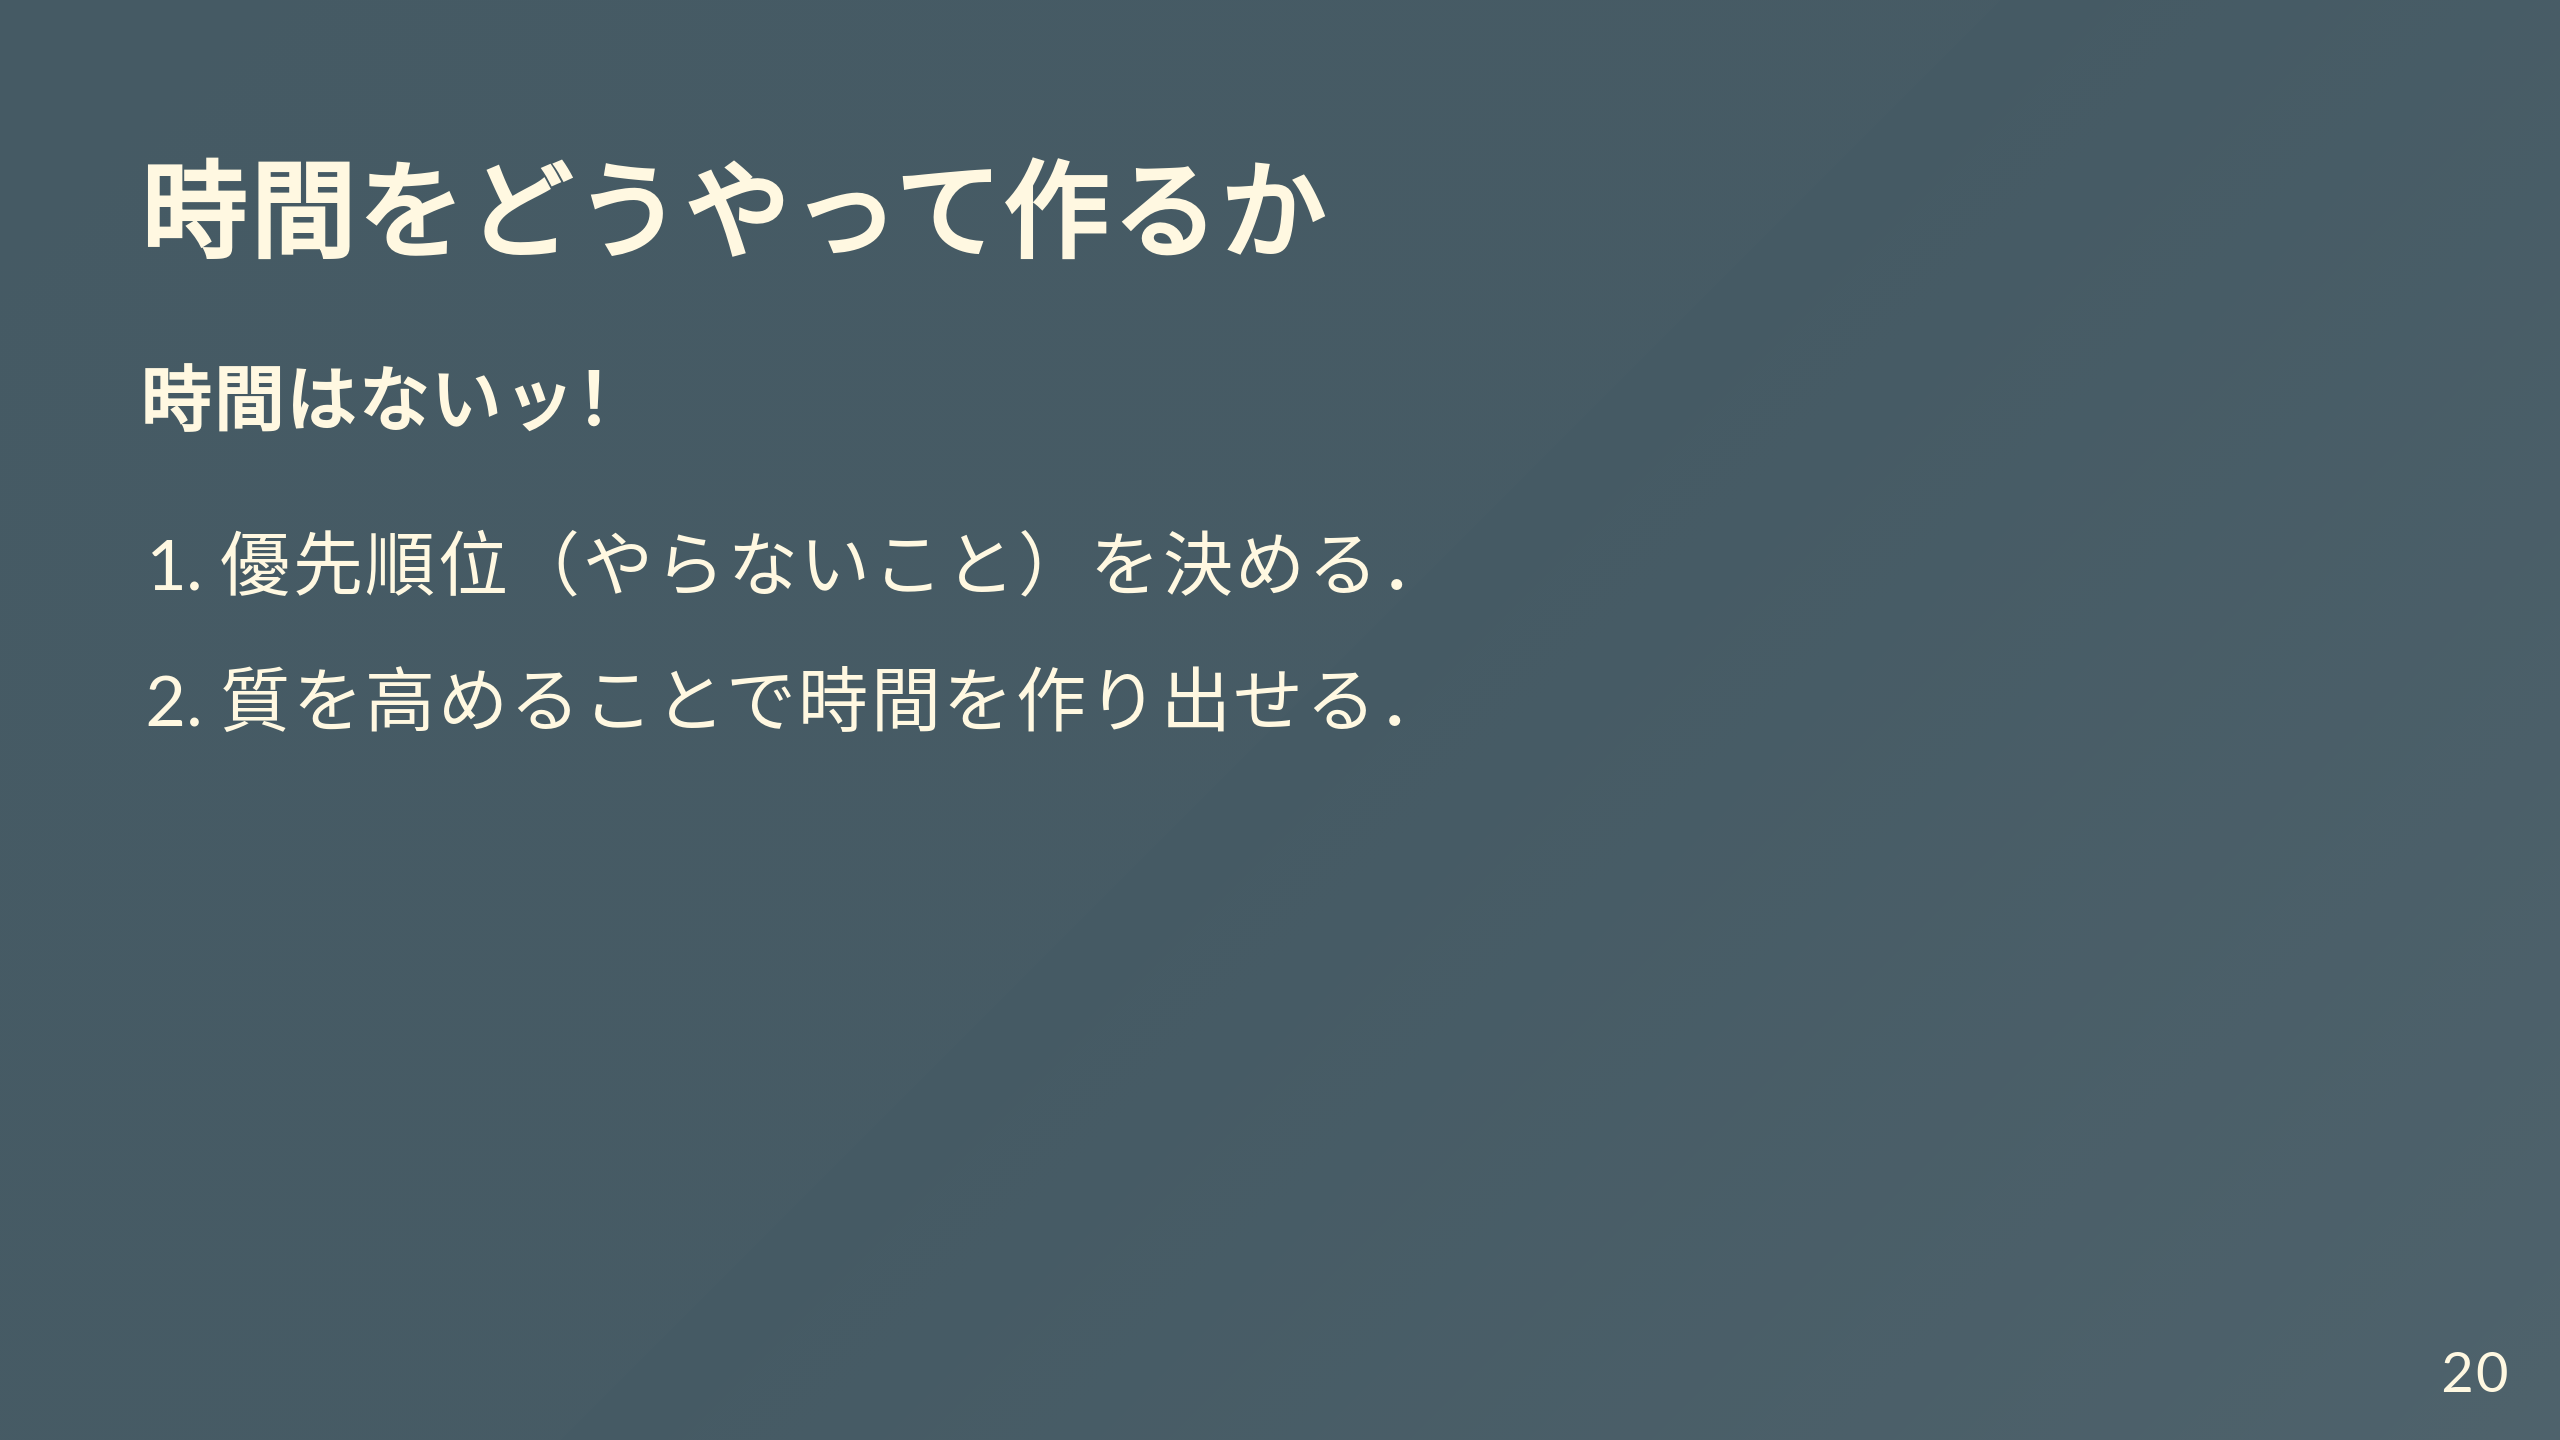 時間をどうやって作るか
時間はないッ！
1. 優先順位（やらないこと）を決める．
2. 質を高めることで時間を作り出せる．
20